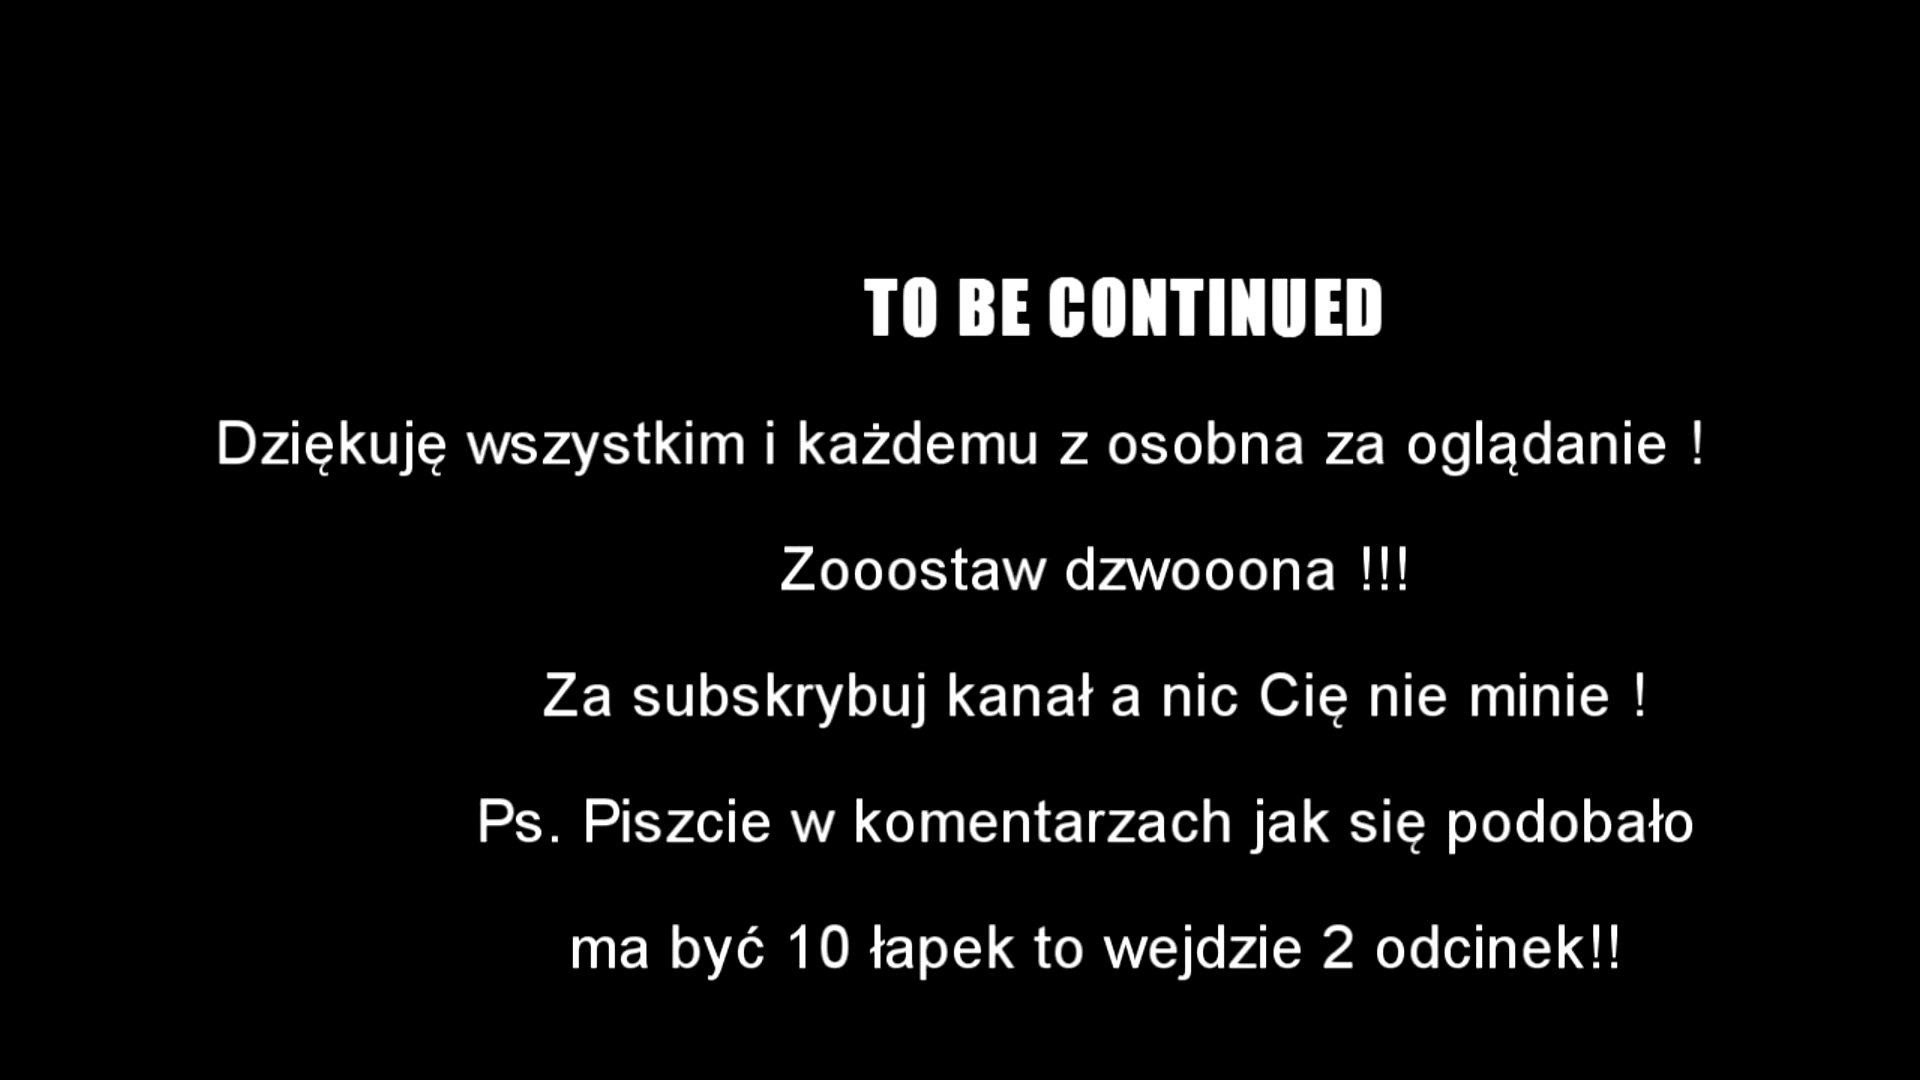 TO BE CONTINUED
Dziękuję wszystkim i każdemu z osobna za oglądanie !
Zooostaw dzwooona !!!
Za subskrybuj kanał a nic Cię nie minie !
Ps. Piszcie w komentarzach jak się podobało
ma być 10 łapek to wejdzie 2 odcinek!!